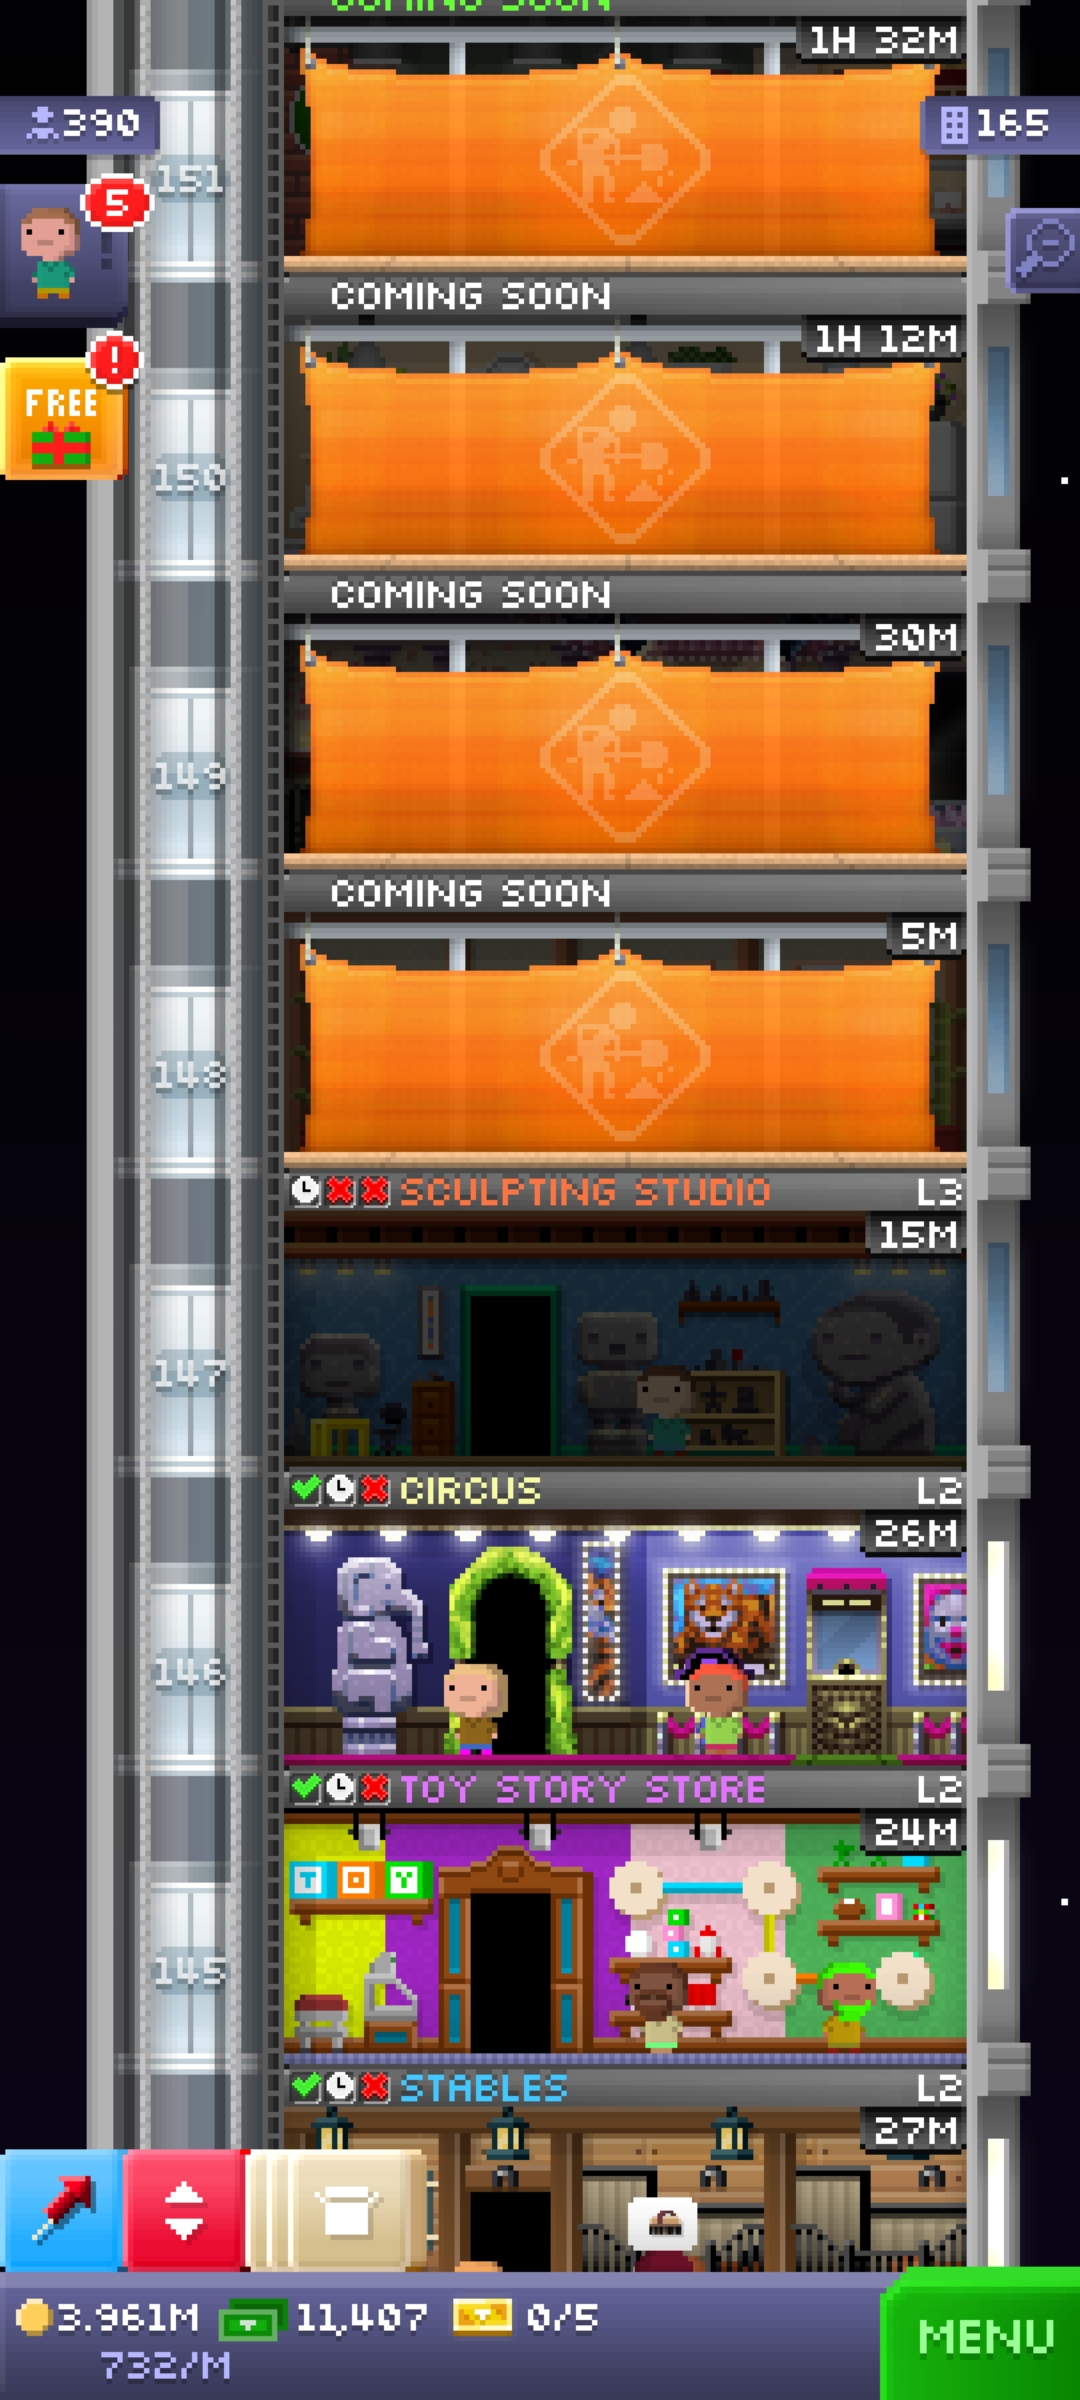 COMING SOON
1H 32M
390
165
151
5
COMING SOON
1H 12M
FREE
!
150
COMING SOON
30M
149
COMING SOON
5M
148
SCULPTING STUDIO L3
15M
147
CIRCUS L2
26M
146
TOY STORY STORE L2
24M
TOY
145
STABLES L2
27M
3.961M 11,407 0/5
732/M
MENU